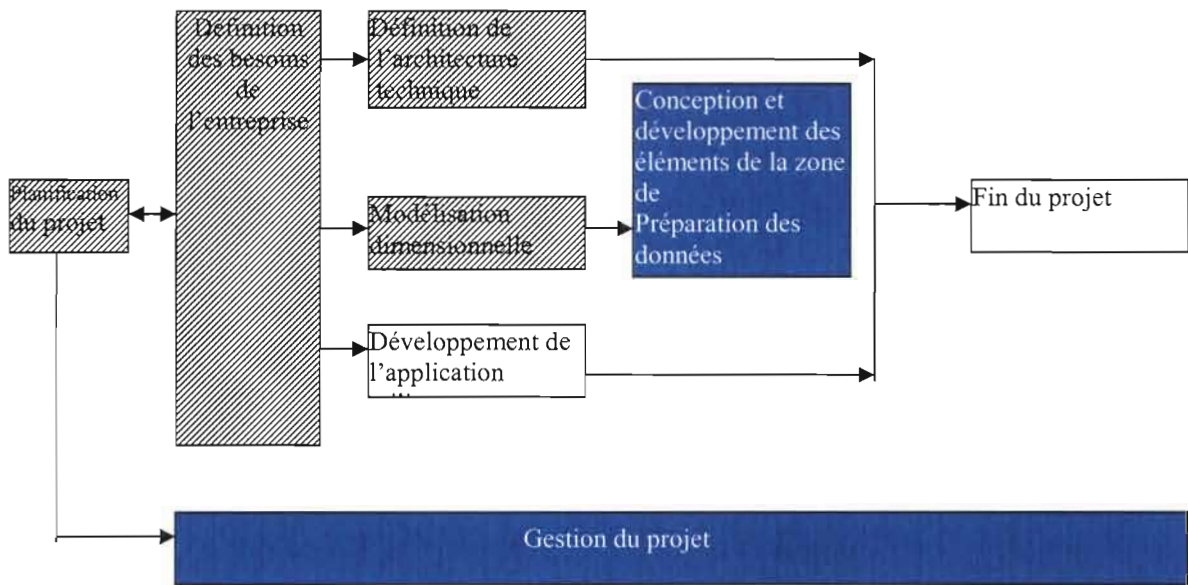 Définition
des besoins
de
l'entreprise
Définition de
l'architecture
technique
Conception et
développement des
éléments de la zone
de
Préparation des
données
Planification
du projet
Modélisation
dimensionnelle
Fin du projet
Développement de
l'application
Gestion du projet